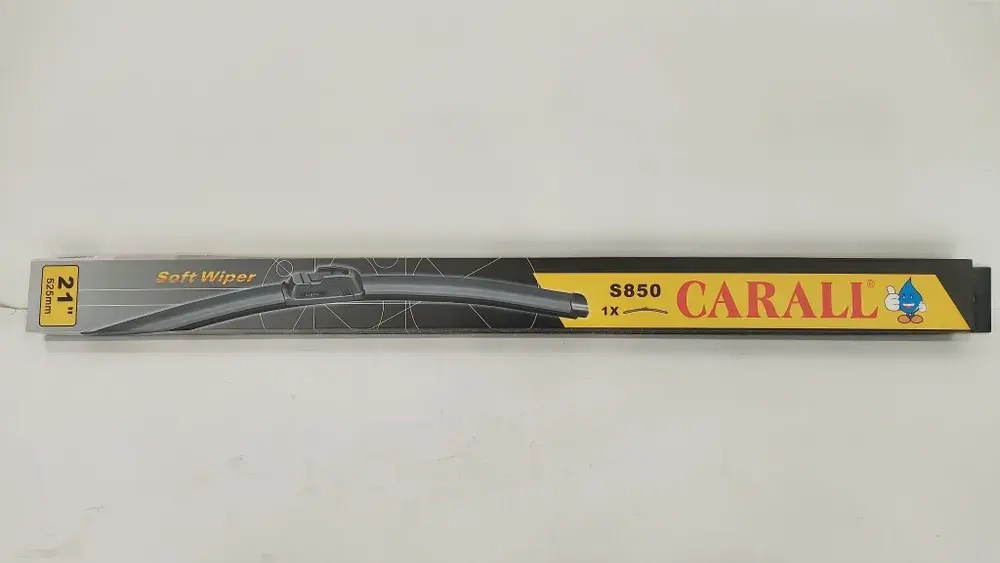 21"
525mm
Soft Wiper
S850
1X
CARALL®